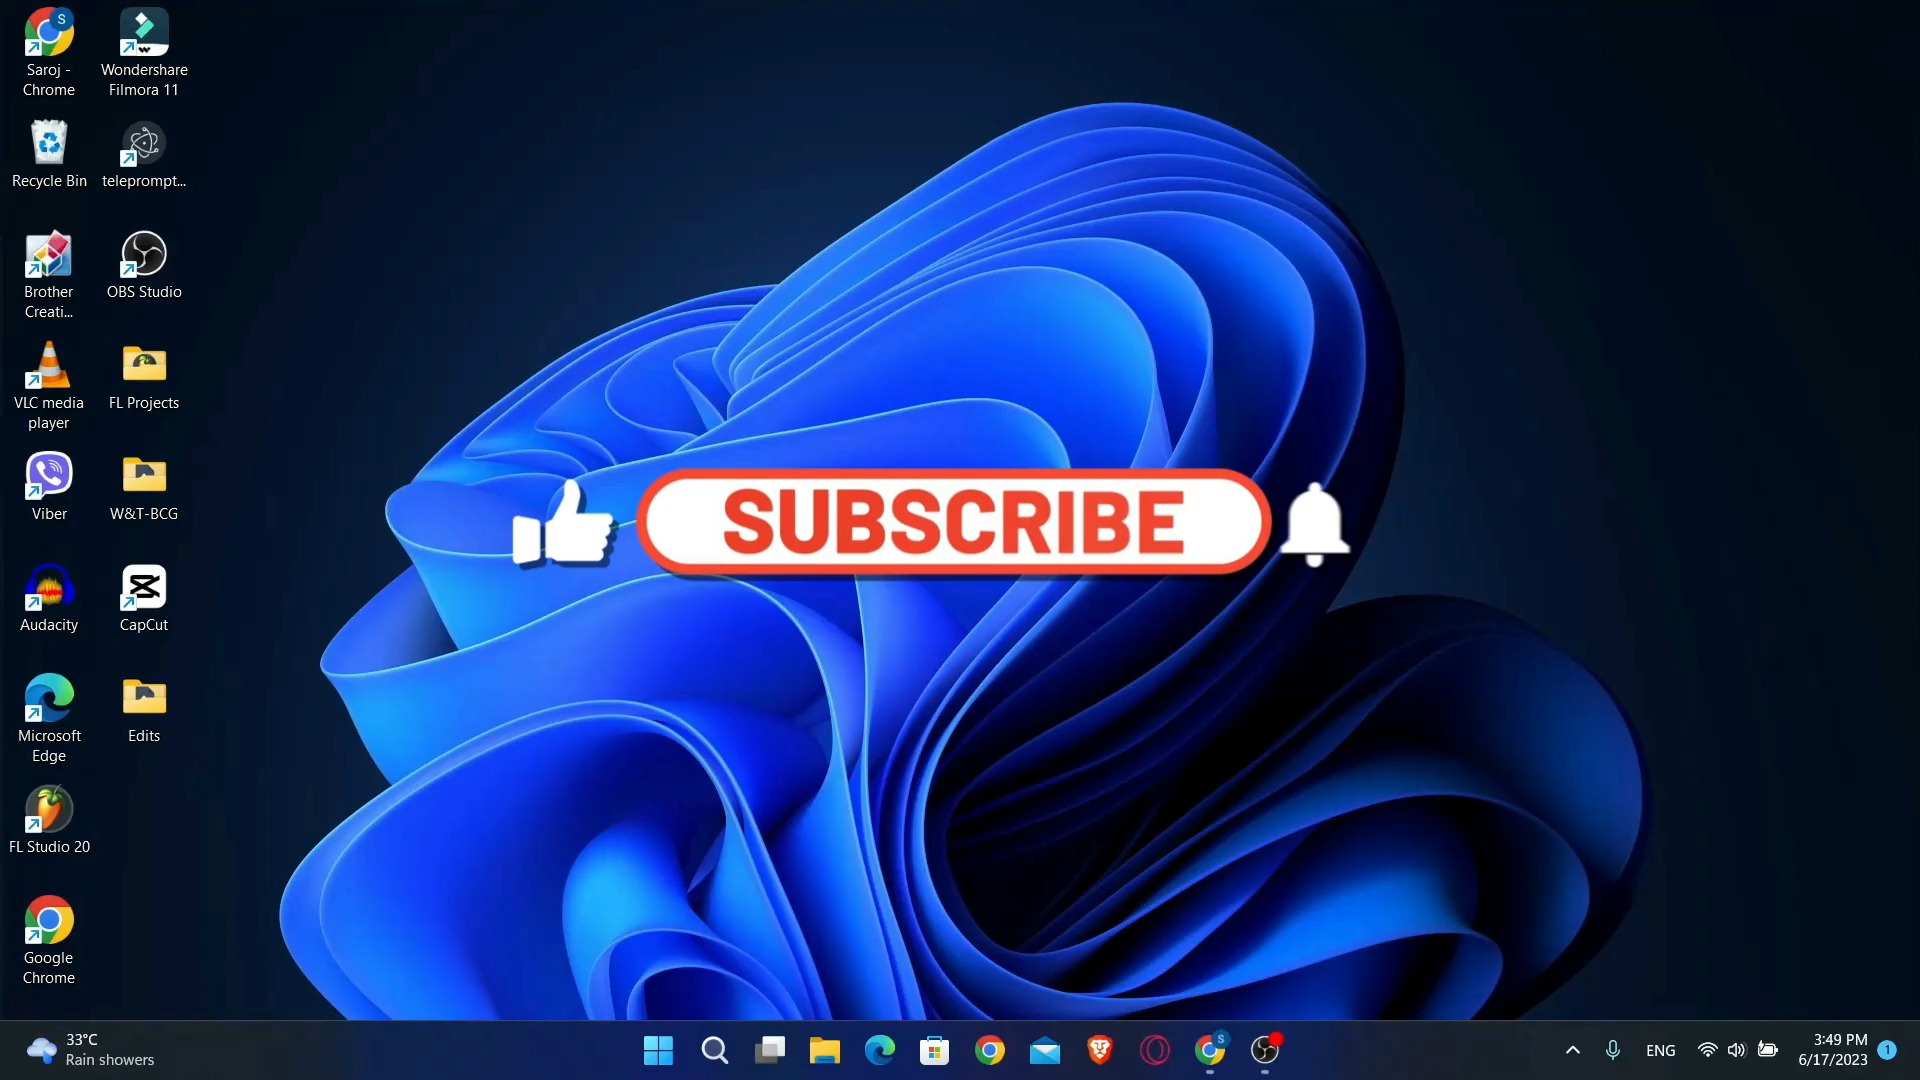 Saroj -
Chrome
Wondershare
Filmora 11
Recycle Bin
teleprompt...
Brother
Creati...
OBS Studio
VLC media
player
FL Projects
Viber
W&T-BCG
Audacity
CapCut
Microsoft
Edge
Edits
FL Studio 20
Google
Chrome
SUBSCRIBE
33°C
Rain showers
S
S
ENG
3:49 PM
6/17/2023
1